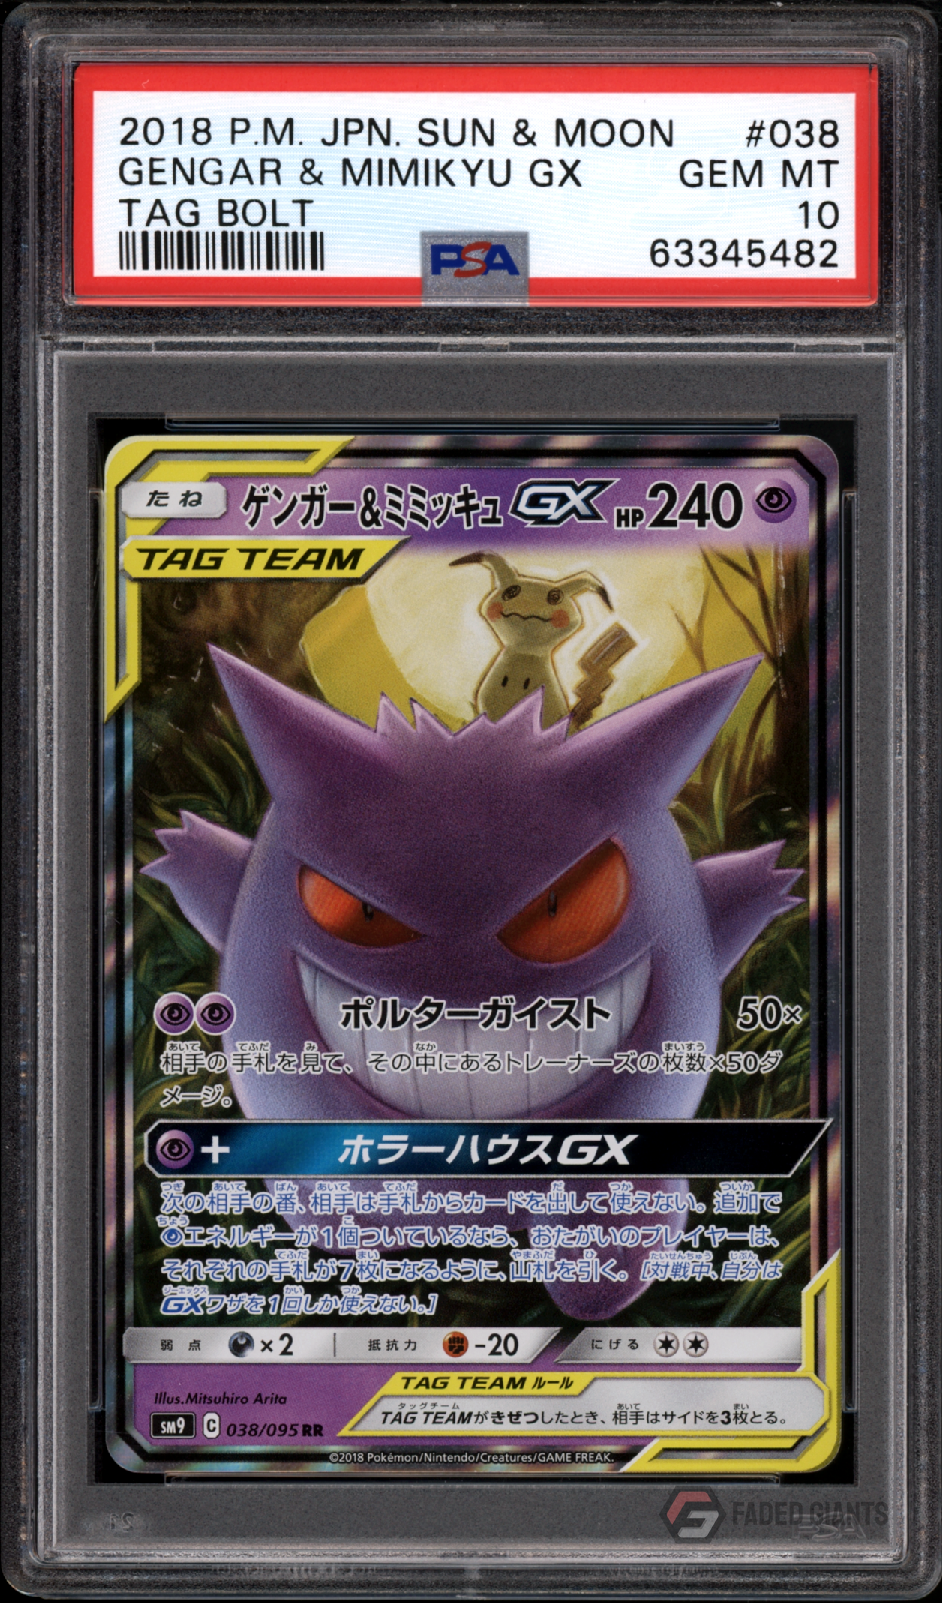 2018 P.M. JPN. SUN & MOON #038
GENGAR & MIMIKYU GX GEM MT
TAG BOLT 10
PSA 63345482
たね ゲンガー&ミミッキュGX HP240
TAG TEAM
ポルターガイスト 50×
相手の手札を見て、その中にあるトレーナーズの枚数×50ダ
メージ。
+ ホラーハウスGX
次の相手の番、相手は手札からカードを出して使えない。追加で
エネルギーが1個ついているなら、おたがいのプレイヤーは、
それぞれの手札が7枚になるように、山札を引く。[対戦中、自分は
GXワザを1回しか使えない。]
弱点 ×2 抵抗力 -20 にげる
Illus.Mitsuhiro Arita
TAG TEAM ルール
TAG TEAMがきぜつしたとき、相手はサイドを3枚とる。
SM9 C 038/095 RR
©2018 Pokémon/Nintendo/Creatures/GAME FREAK.
FADED GIANTS